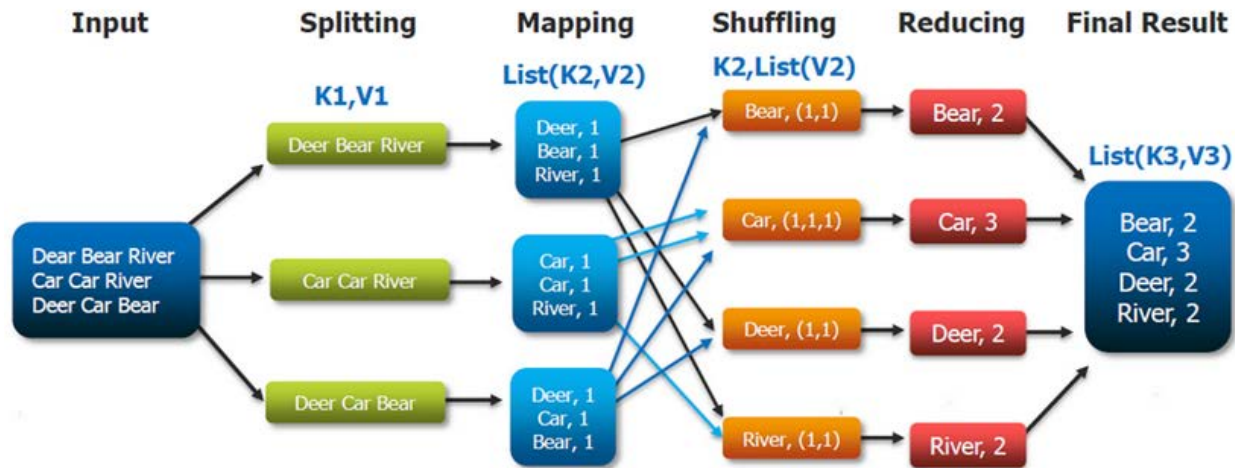 Input
Splitting
Mapping
Shuffling
Reducing
Final Result
K1,V1
List(K2,V2)
K2,List(V2)
List(K3,V3)
Dear Bear River
Car Car River
Deer Car Bear
Deer Bear River
Car Car River
Deer Car Bear
Deer, 1
Bear, 1
River, 1
Car, 1
Car, 1
River, 1
Deer, 1
Car, 1
Bear, 1
Bear, (1,1)
Car, (1,1,1)
Deer, (1,1)
River, (1,1)
Bear, 2
Car, 3
Deer, 2
River, 2
Bear, 2
Car, 3
Deer, 2
River, 2